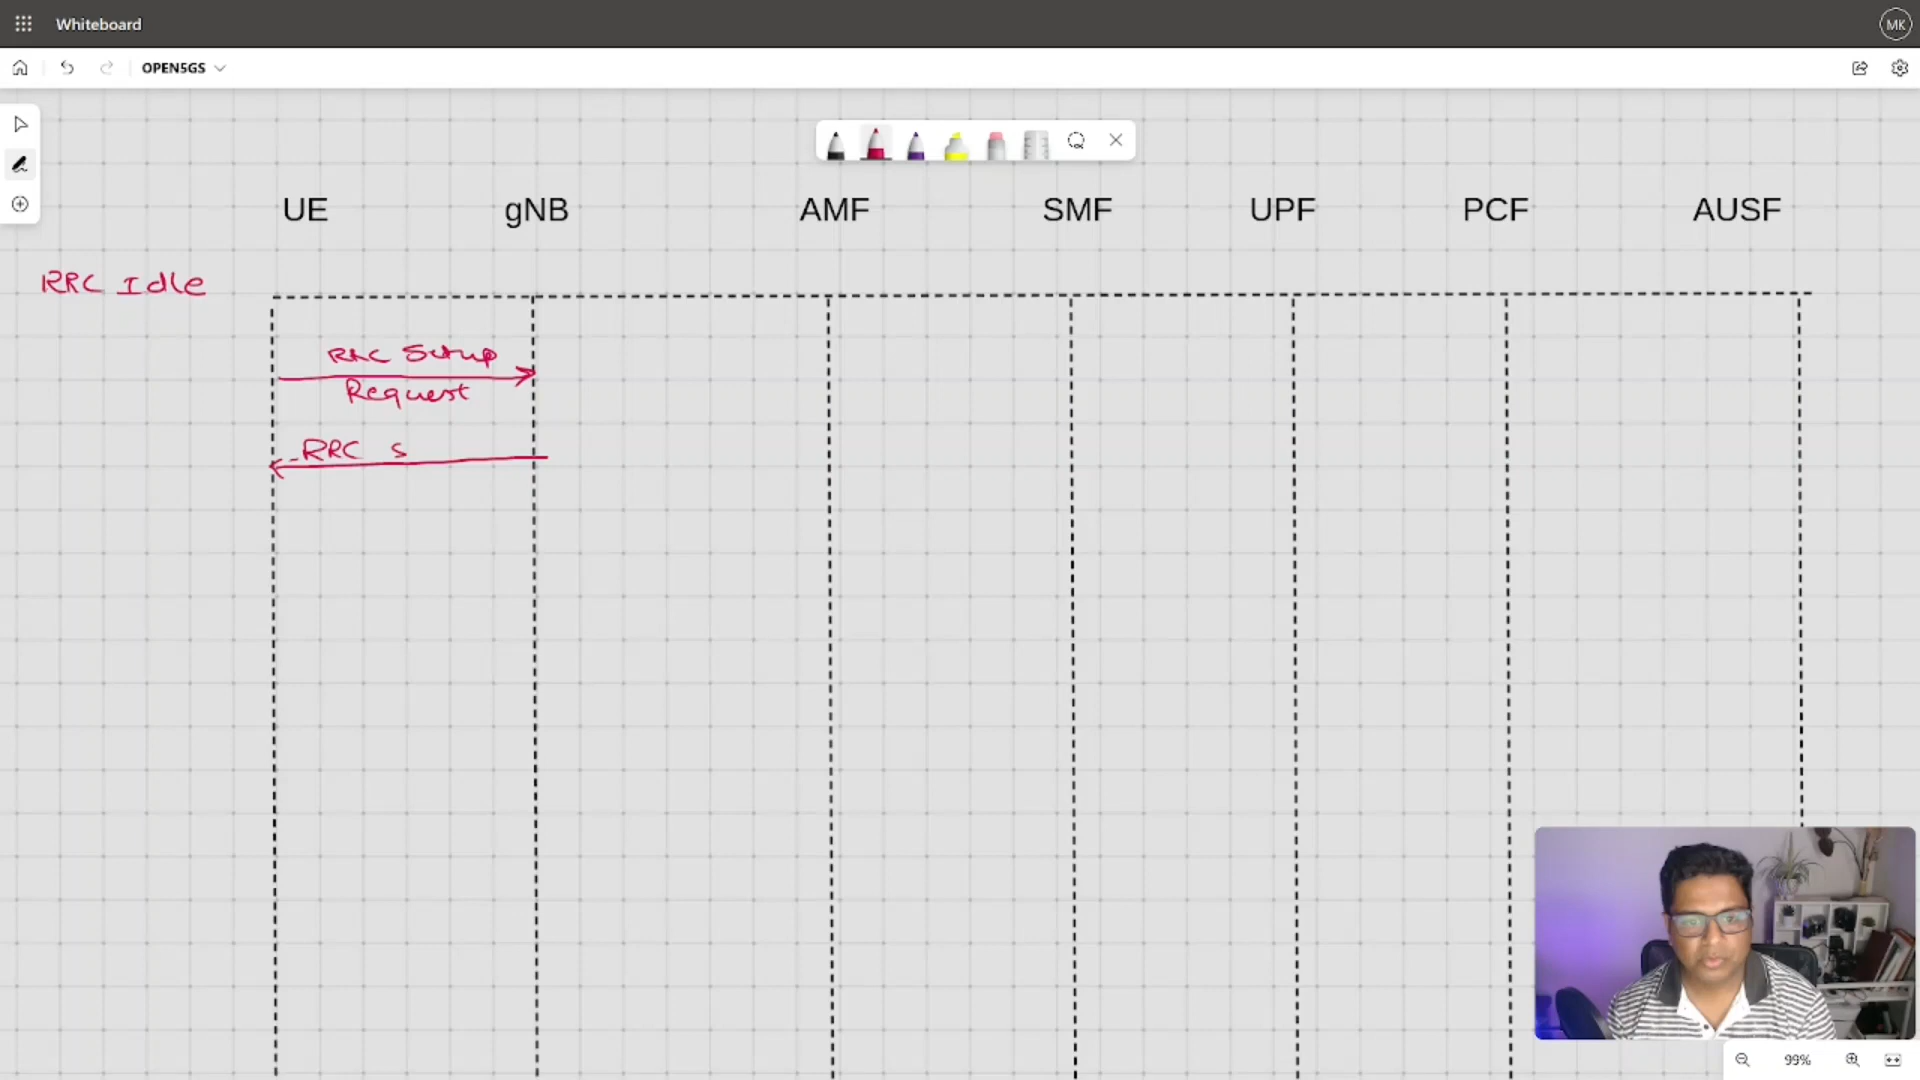 Whiteboard
MK
OPEN5GS
UE gNB AMF SMF UPF PCF AUSF
RRC Idle
RRC Setup
Request
RRC s
99%